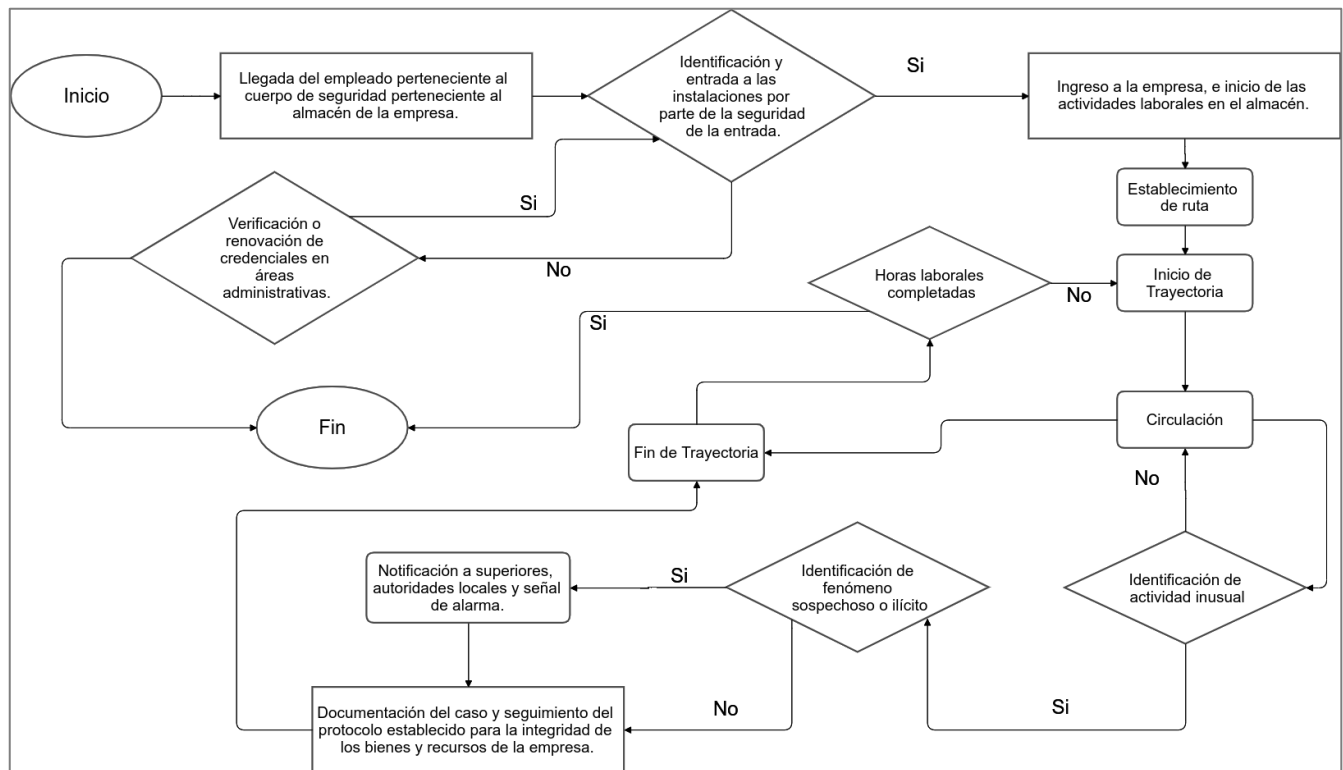 Inicio
Llegada del empleado perteneciente al
cuerpo de seguridad perteneciente al
almacén de la empresa.
Identificación y
entrada a las
instalaciones por
parte de la seguridad
de la entrada.
Si
Ingreso a la empresa, e inicio de las
actividades laborales en el almacén.
Establecimiento
de ruta
Si
Verificación o
renovación de
credenciales en
áreas
administrativas.
No
Horas laborales
completadas
No
Inicio de
Trayectoria
Si
Fin
Fin de Trayectoria
Circulación
No
Notificación a superiores,
autoridades locales y señal
de alarma.
Si
Identificación de
fenómeno
sospechoso o ilícito
Identificación de
actividad inusual
Documentación del caso y seguimiento del
protocolo establecido para la integridad de
los bienes y recursos de la empresa.
No
Si